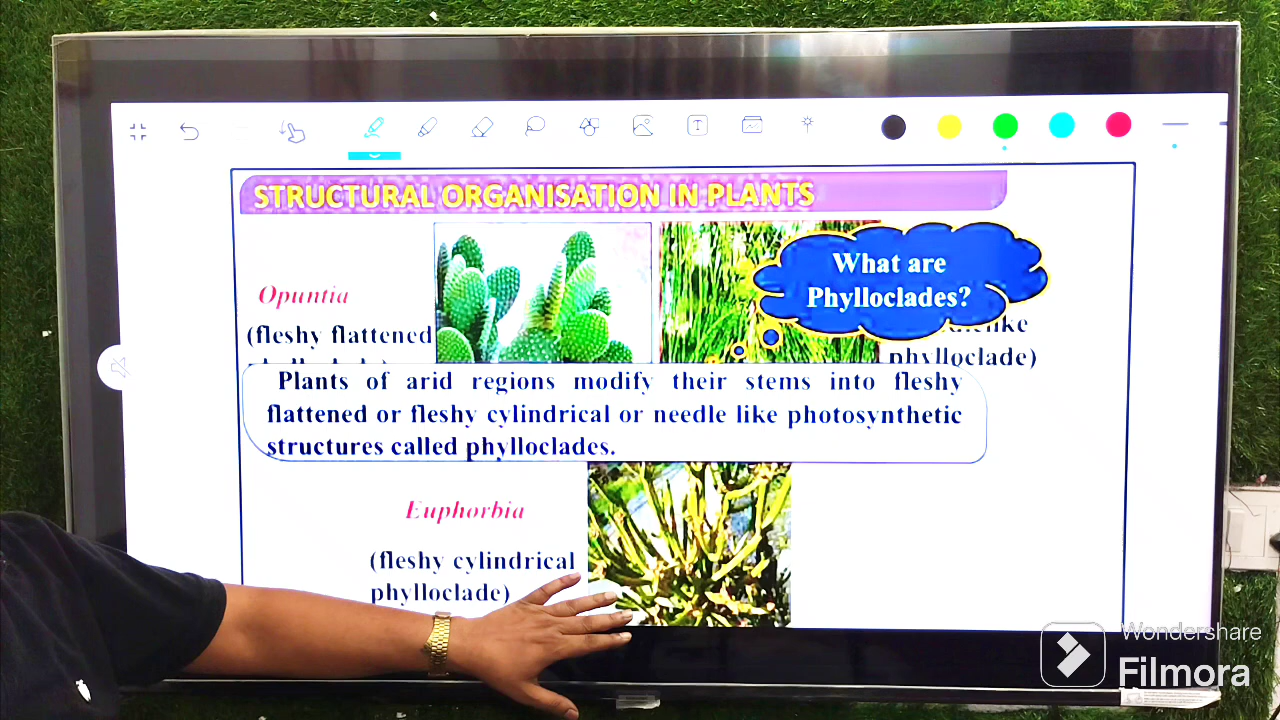 STRUCTURAL ORGANISATION IN PLANTS
What are
Phylloclades?
Opuntia
(fleshy flattened
phylloclade)
Plants of arid regions modify their stems into fleshy
flattened or fleshy cylindrical or needle like photosynthetic
structures called phylloclades.
Euphorbia
(fleshy cylindrical
phylloclade)
T
Wondershare
Filmora